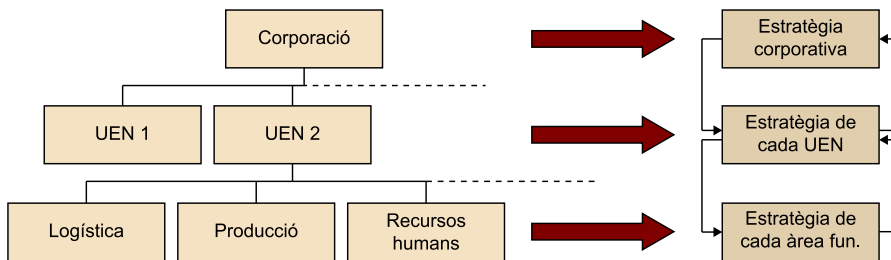 Corporació
Estratègia
corporativa
UEN 1
UEN 2
Estratègia de
cada UEN
Logística
Producció
Recursos
humans
Estratègia de
cada àrea fun.